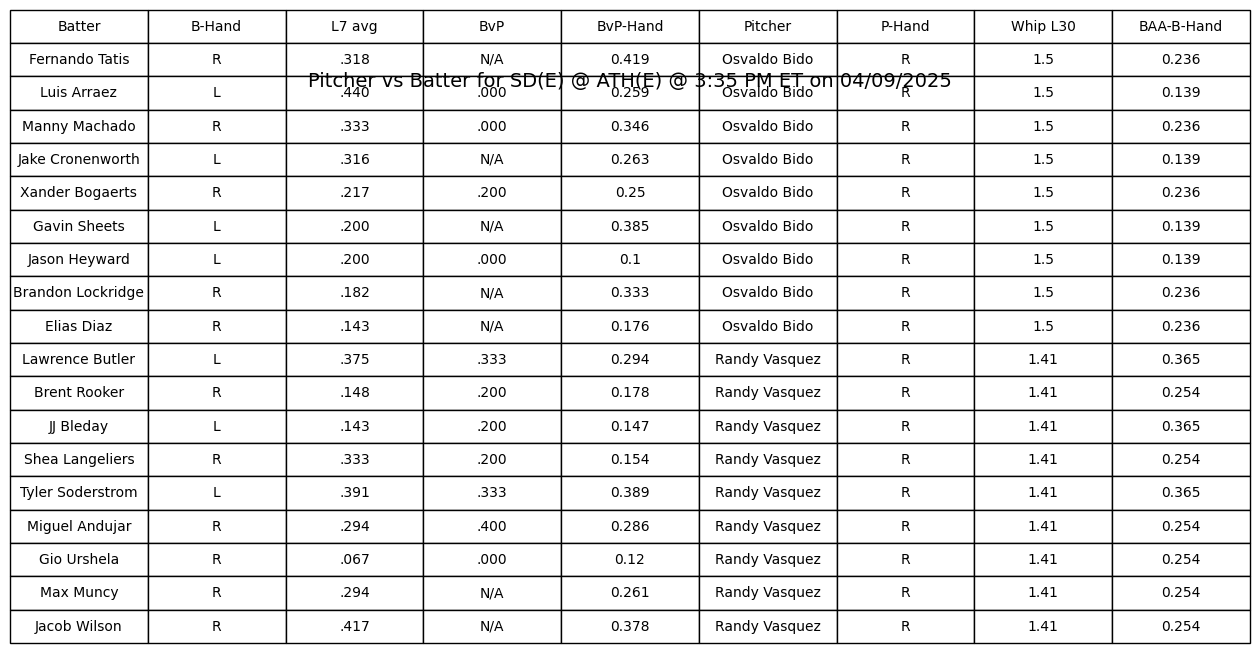 Batter B-Hand L7 avg BvP BvP-Hand Pitcher P-Hand Whip L30 BAA-B-Hand
Fernando Tatis R .318 N/A 0.419 Osvaldo Bido R 1.5 0.236
Pitcher vs Batter for SD(E) @ ATH(E) @ 3:35 PM ET on 04/09/2025
Luis Arraez L .440 .000 0.259 Osvaldo Bido R 1.5 0.139
Manny Machado R .333 .000 0.346 Osvaldo Bido R 1.5 0.236
Jake Cronenworth L .316 N/A 0.263 Osvaldo Bido R 1.5 0.139
Xander Bogaerts R .217 .200 0.25 Osvaldo Bido R 1.5 0.236
Gavin Sheets L .200 N/A 0.385 Osvaldo Bido R 1.5 0.139
Jason Heyward L .200 .000 0.1 Osvaldo Bido R 1.5 0.139
Brandon Lockridge R .182 N/A 0.333 Osvaldo Bido R 1.5 0.236
Elias Diaz R .143 N/A 0.176 Osvaldo Bido R 1.5 0.236
Lawrence Butler L .375 .333 0.294 Randy Vasquez R 1.41 0.365
Brent Rooker R .148 .200 0.178 Randy Vasquez R 1.41 0.254
JJ Bleday L .143 .200 0.147 Randy Vasquez R 1.41 0.365
Shea Langeliers R .333 .200 0.154 Randy Vasquez R 1.41 0.254
Tyler Soderstrom L .391 .333 0.389 Randy Vasquez R 1.41 0.365
Miguel Andujar R .294 .400 0.286 Randy Vasquez R 1.41 0.254
Gio Urshela R .067 .000 0.12 Randy Vasquez R 1.41 0.254
Max Muncy R .294 N/A 0.261 Randy Vasquez R 1.41 0.254
Jacob Wilson R .417 N/A 0.378 Randy Vasquez R 1.41 0.254